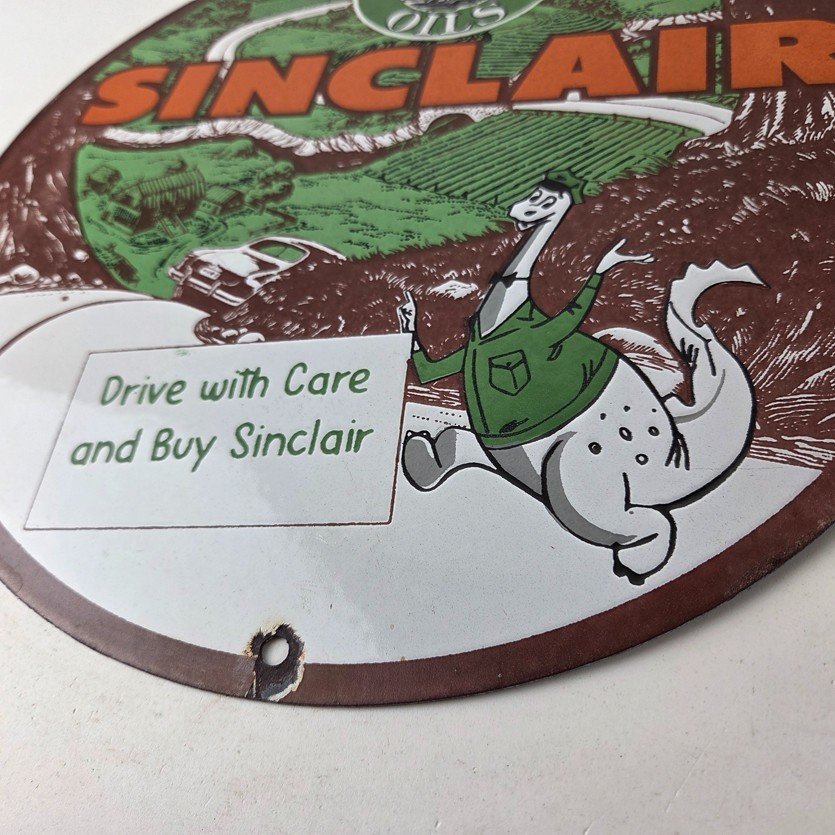 OILS
SINCLAIR
Drive with Care
and Buy Sinclair